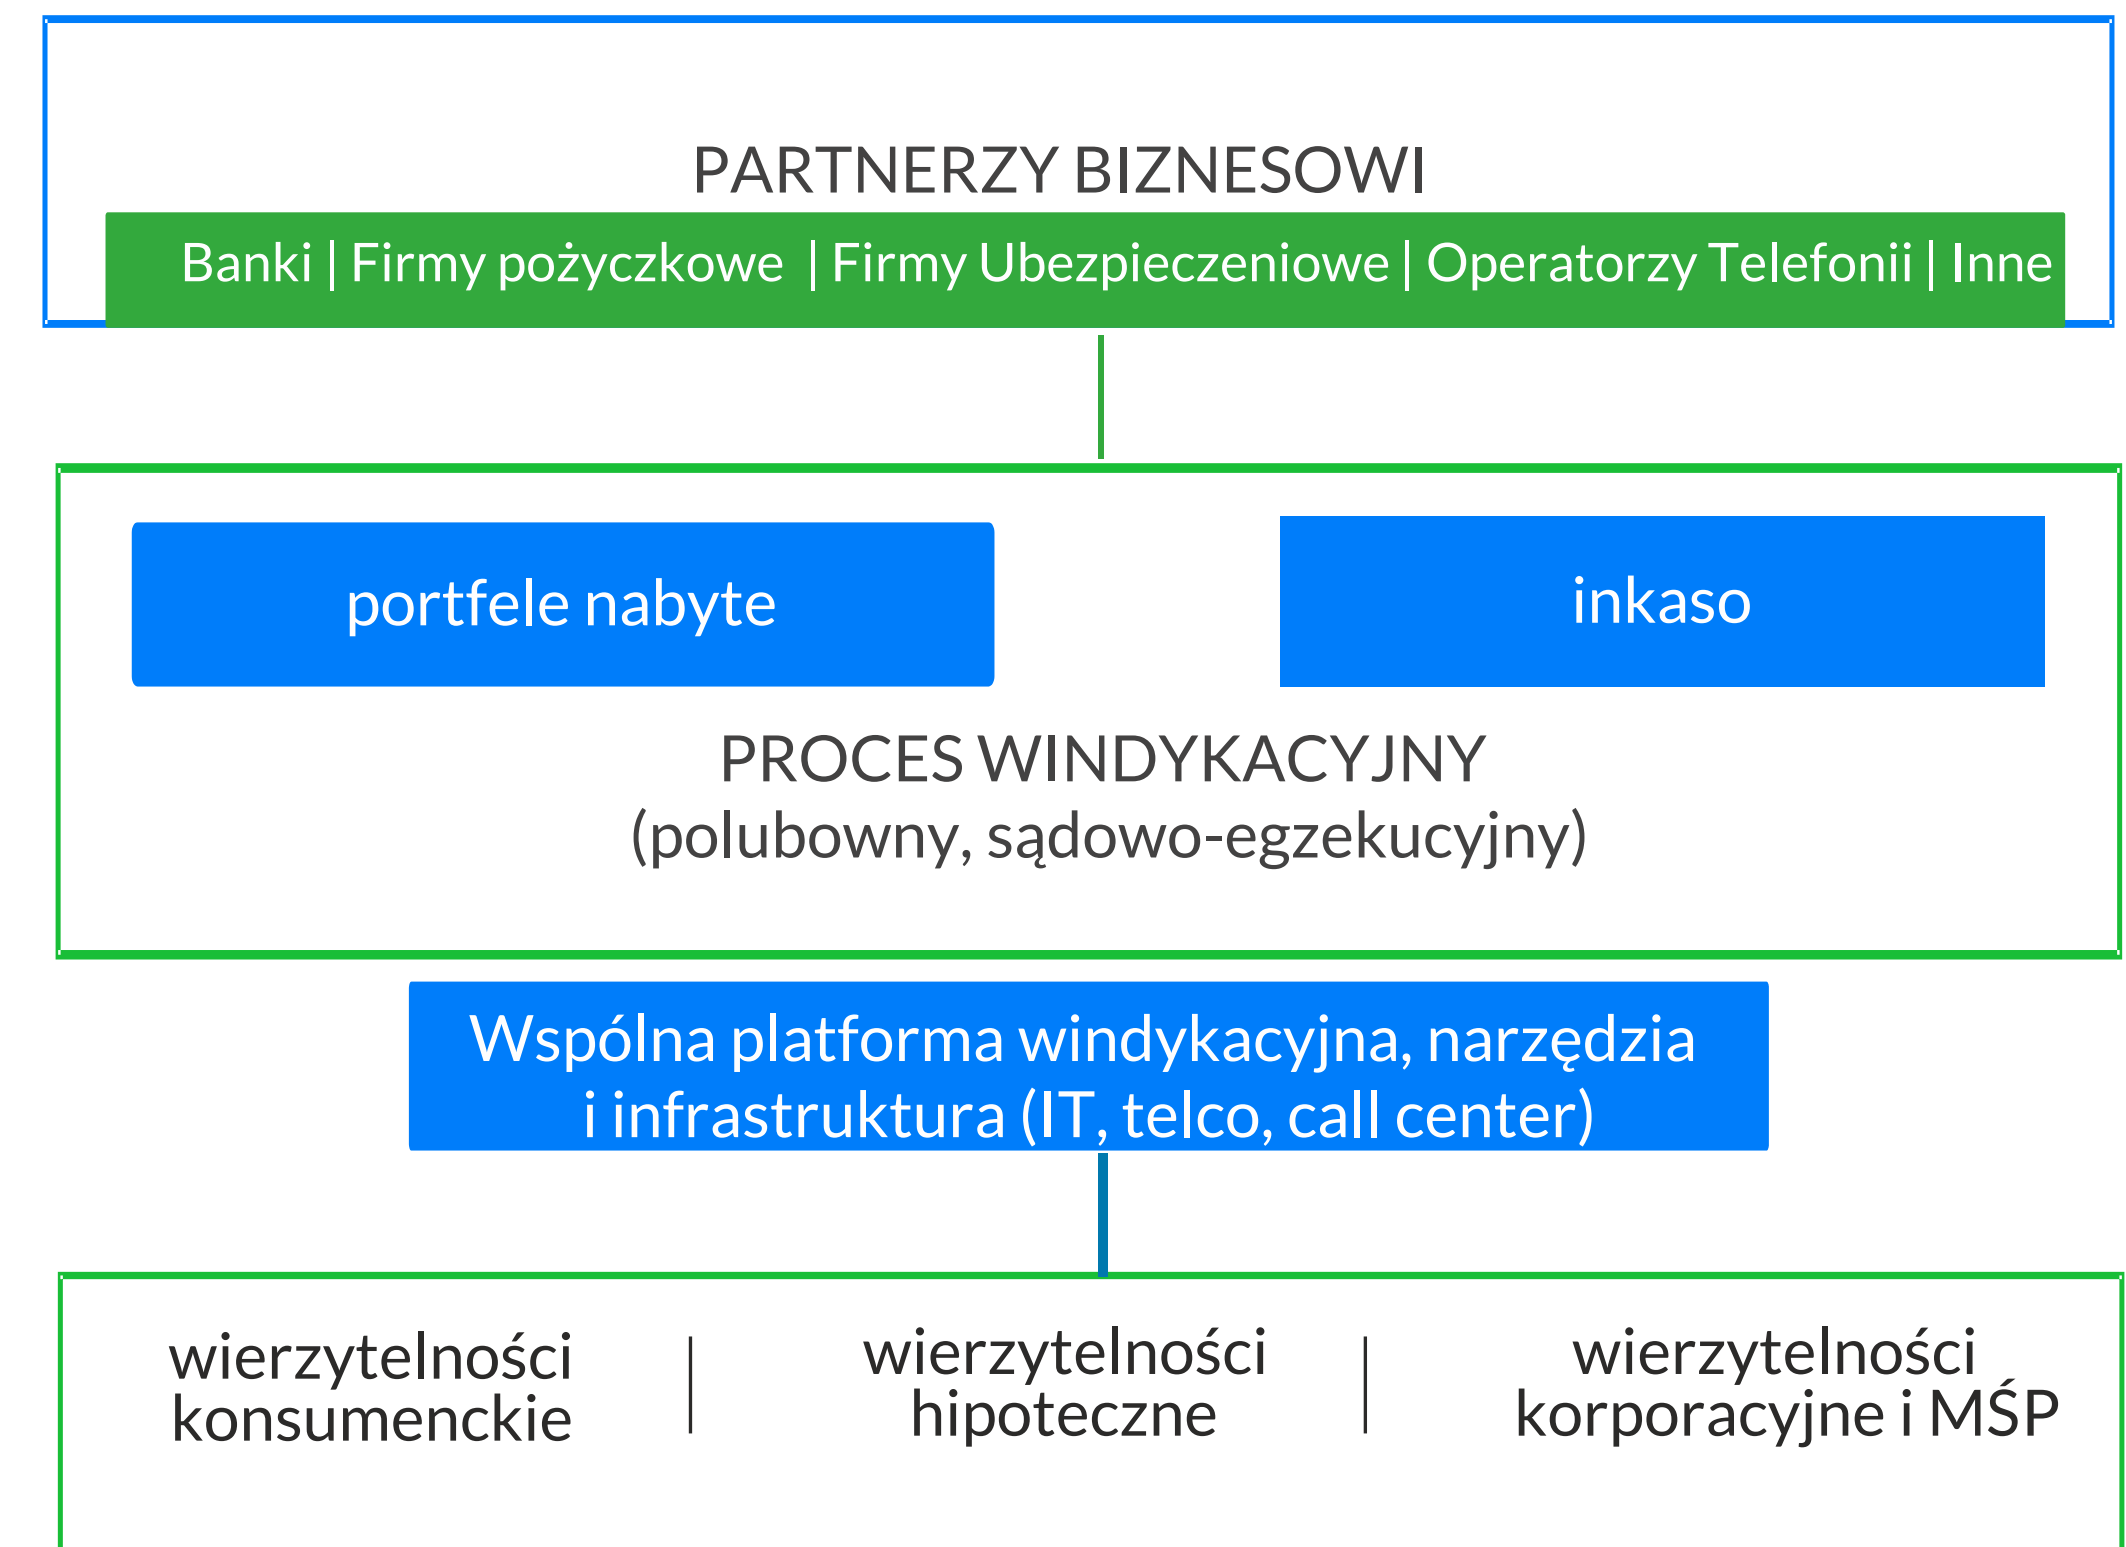 PARTNERZY BIZNESOWI
Banki | Firmy pożyczkowe | Firmy Ubezpieczeniowe | Operatorzy Telefonii | Inne
portfele nabyte
inkaso
PROCES WINDYKACYJNY
(polubowny, sądowo-egzekucyjny)
Wspólna platforma windykacyjna, narzędzia
i infrastruktura (IT, telco, call center)
wierzytelności
konsumenckie
wierzytelności
hipoteczne
wierzytelności
korporacyjne i MŚP